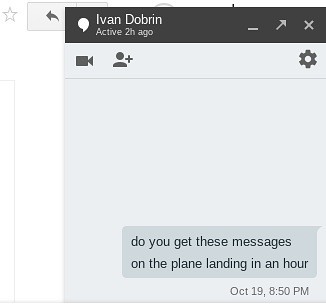 Ivan Dobrin
Active 2h ago
do you get these messages
on the plane landing in an hour
Oct 19, 8:50 PM